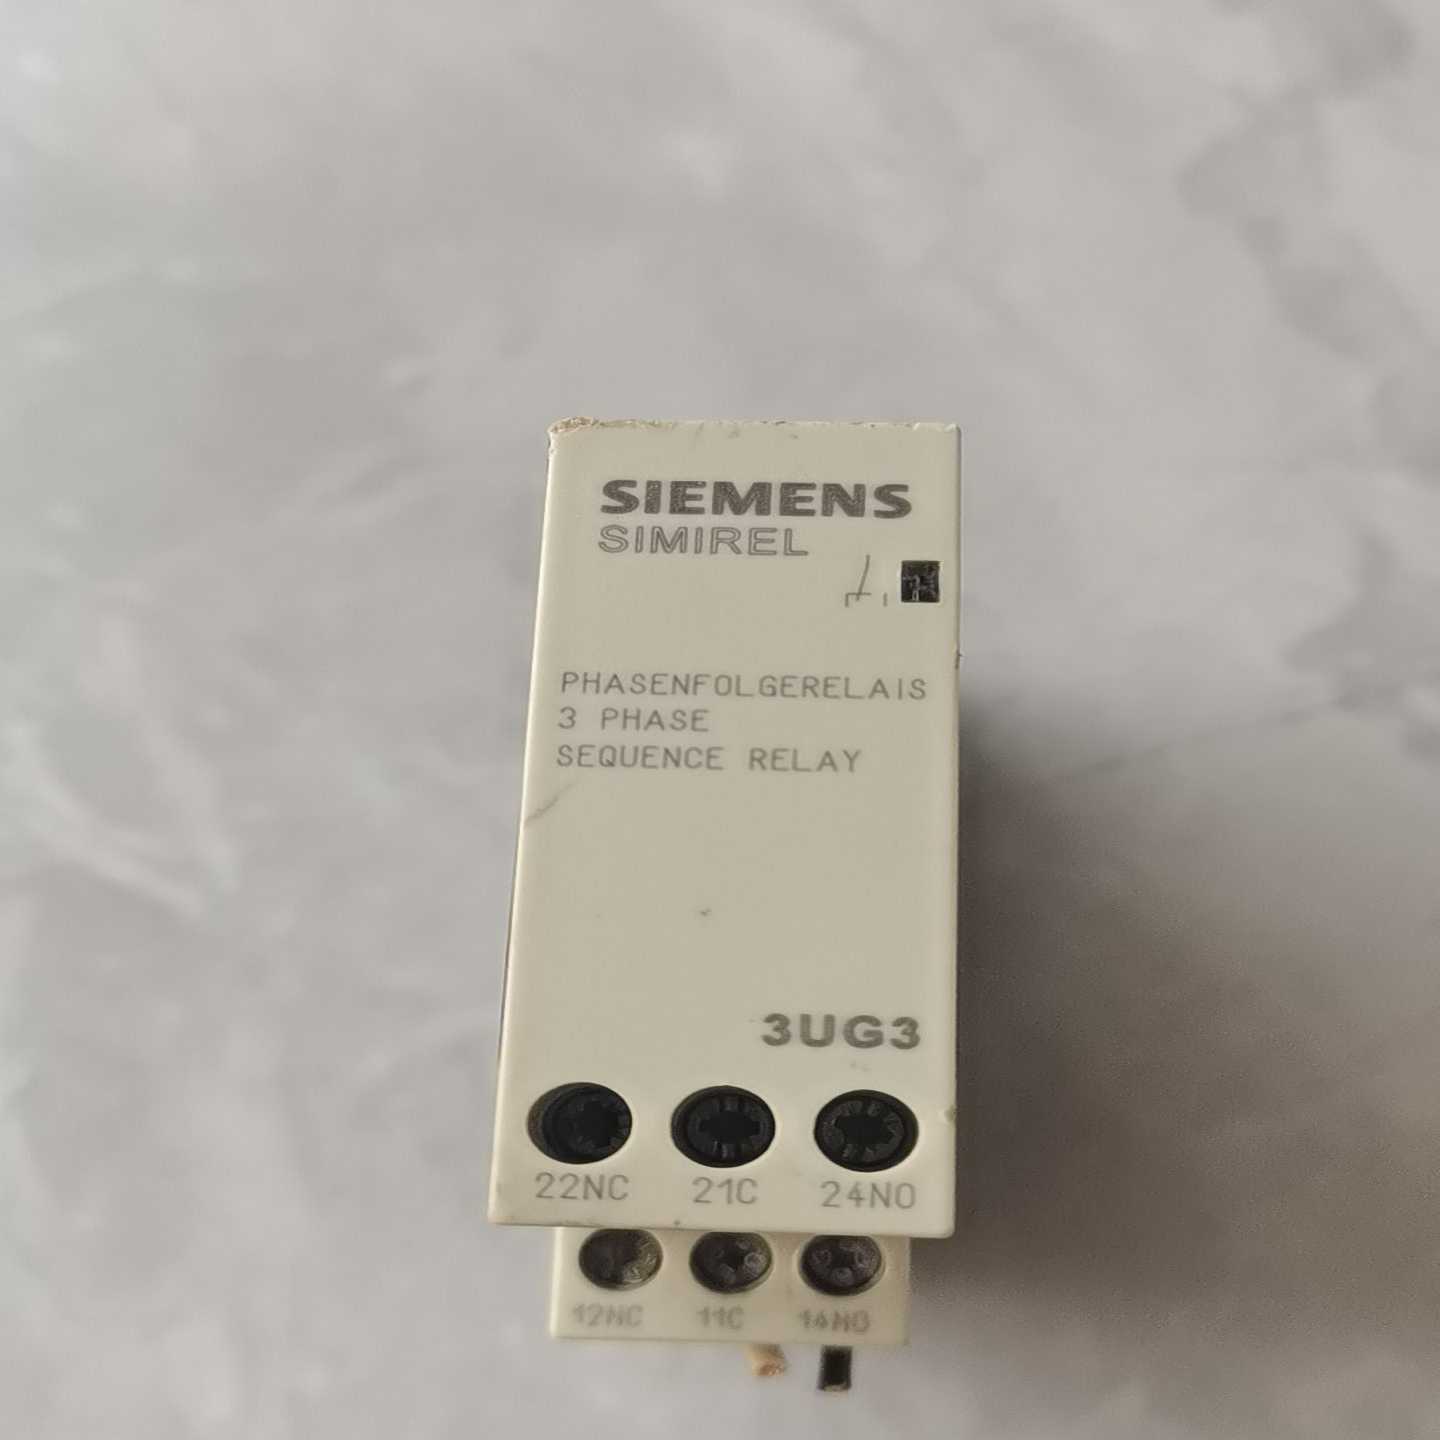 SIEMENS
SIMIREL
PHASENFOLGERELAIS
3 PHASE
SEQUENCE RELAY
3UG3
22NC 21C 24NO
12NC 11C 14NO